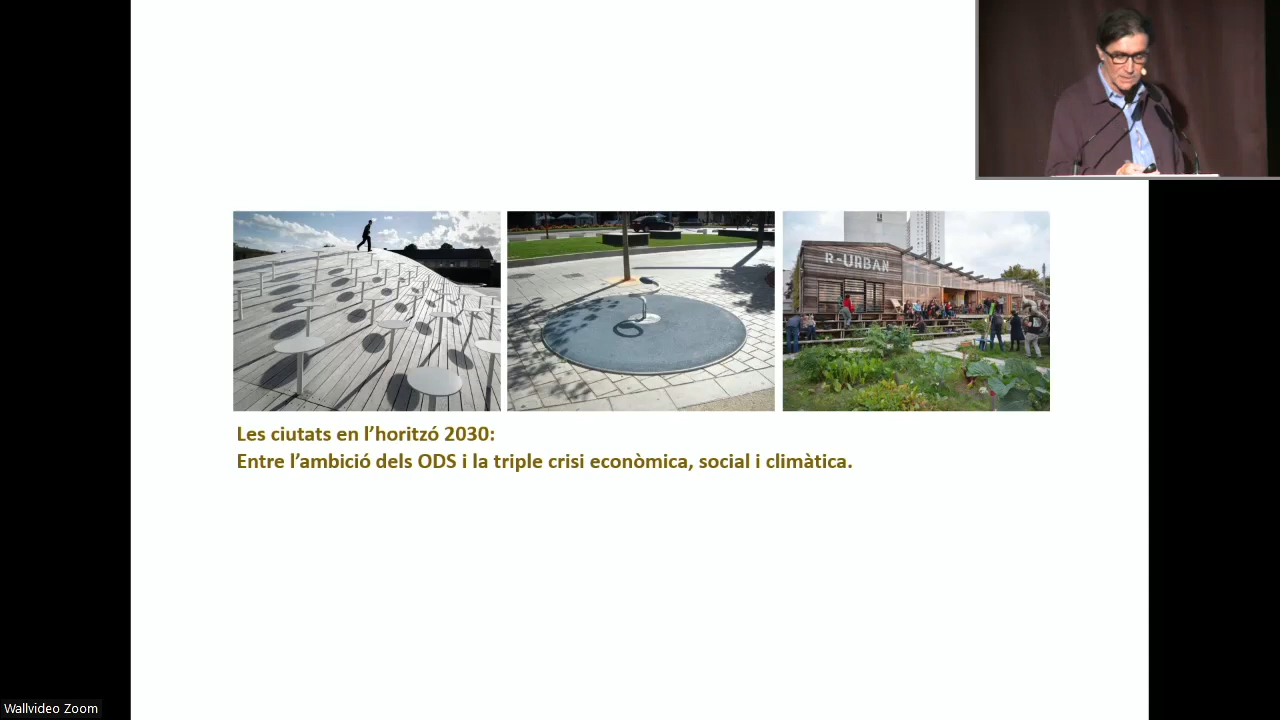 R-URBAN
Les ciutats en l’horitzó 2030:
Entre l’ambició dels ODS i la triple crisi econòmica, social i climàtica.
Wallvideo Zoom